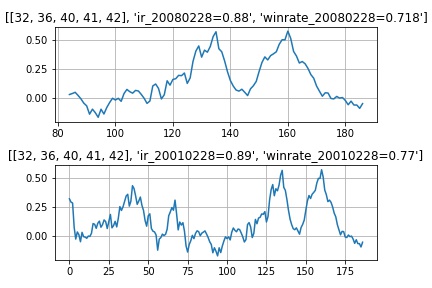 [[32, 36, 40, 41, 42], 'ir_20080228=0.88', 'winrate_20080228=0.718']
0.50
0.25
0.00
80 100 120 140 160 180
[[32, 36, 40, 41, 42], 'ir_20010228=0.89', 'winrate_20010228=0.77']
0.50
0.25
0.00
0 25 50 75 100 125 150 175